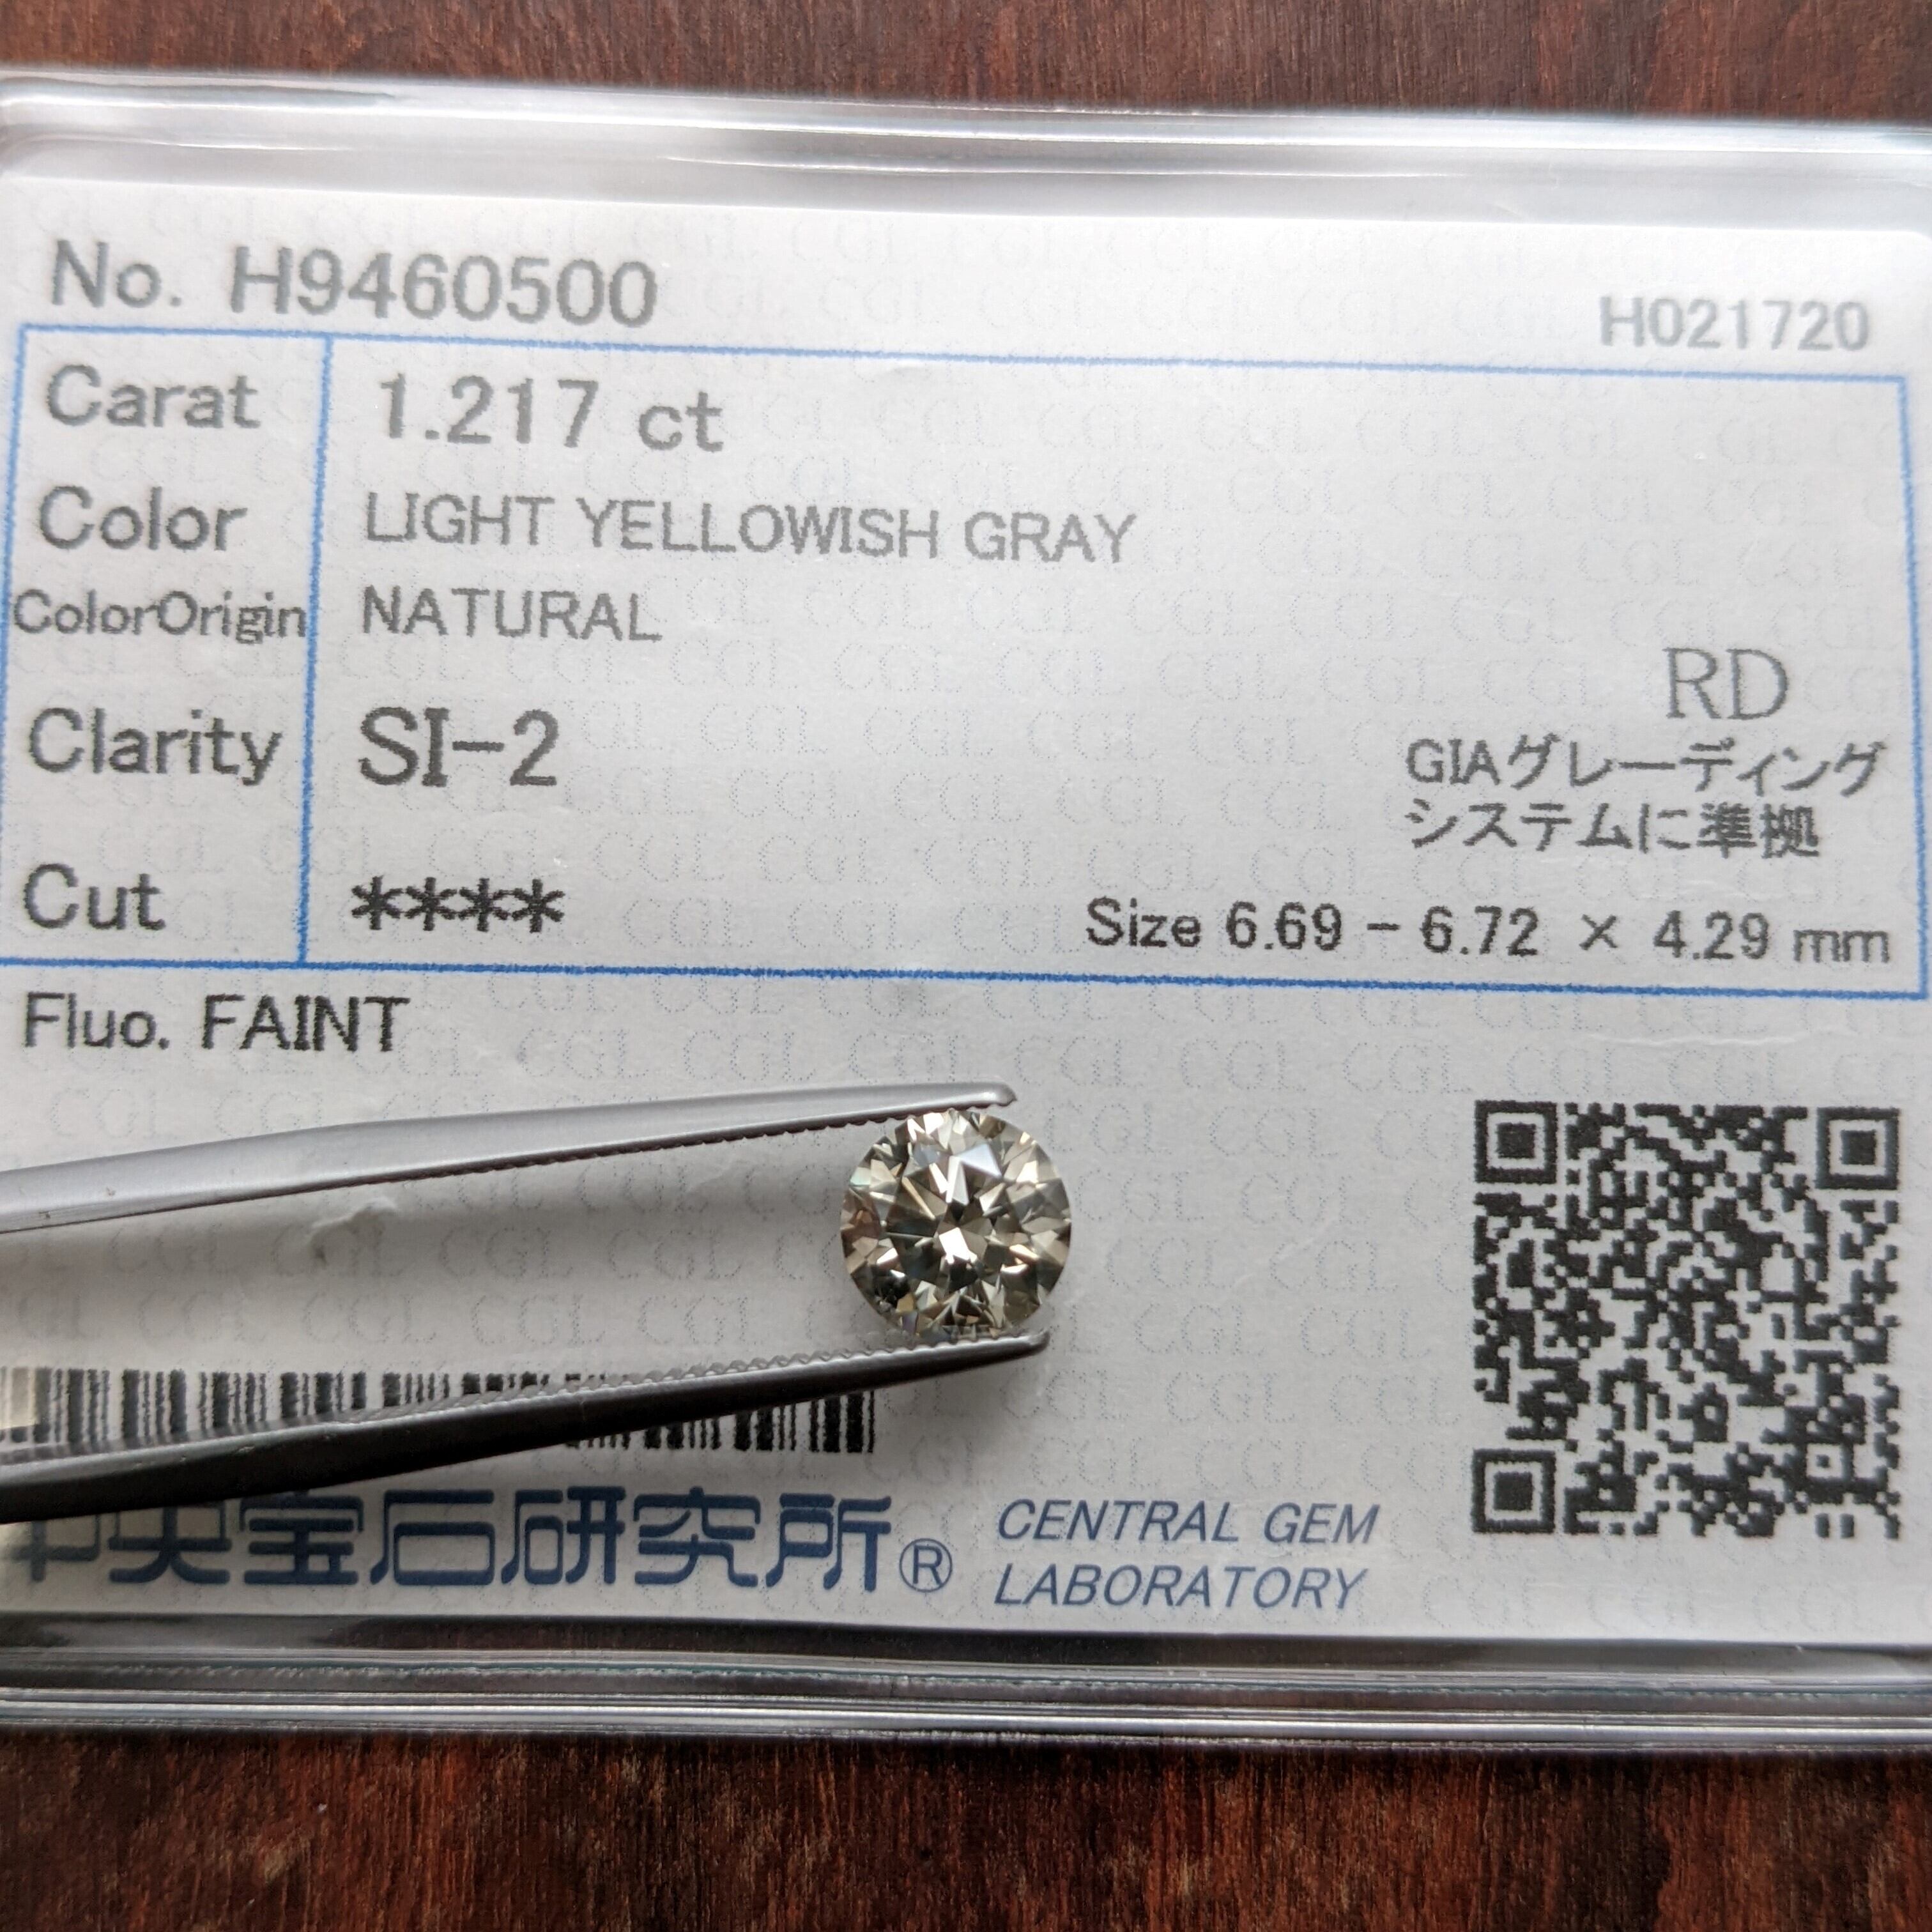 No. H9460500
H021720
Carat 1.217 ct
Color LIGHT YELLOWISH GRAY
ColorOrigin NATURAL
RD
Clarity SI-2
GIAグレーディング
システムに準拠
Cut ****
Size 6.69 - 6.72 × 4.29 mm
Fluo. FAINT
中央宝石研究所®
CENTRAL GEM
LABORATORY